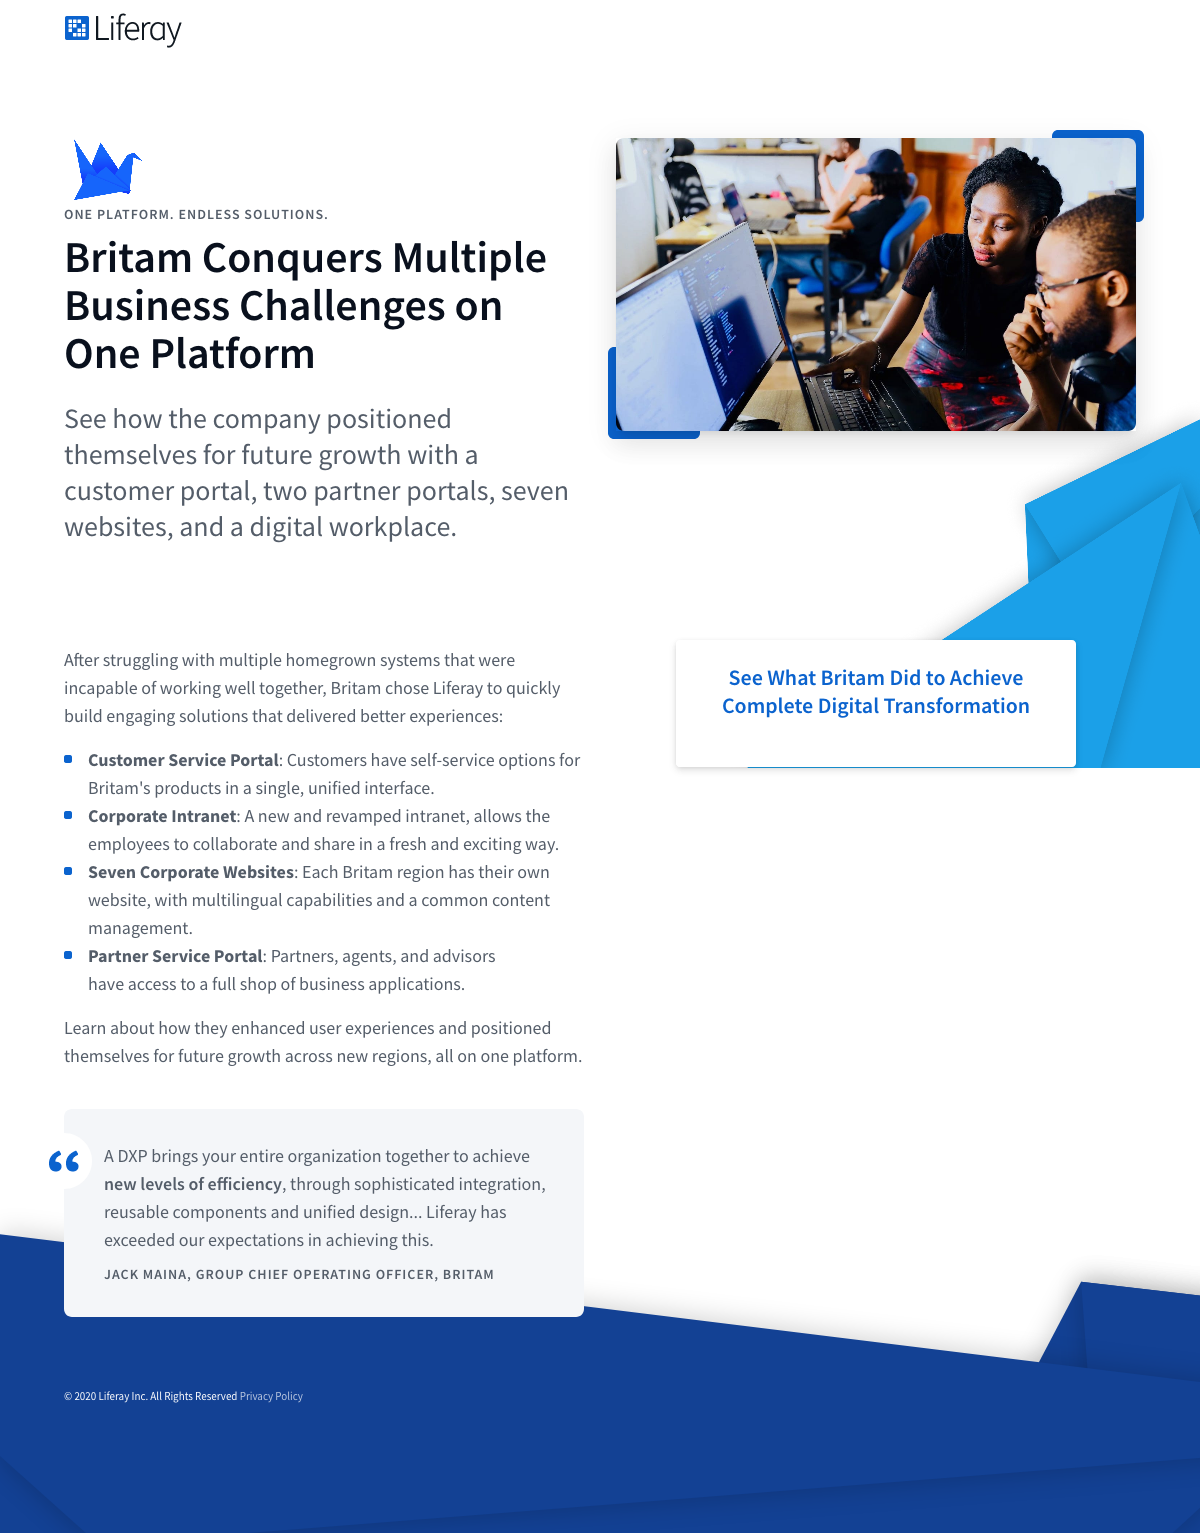 Liferay
ONE PLATFORM. ENDLESS SOLUTIONS.
Britam Conquers Multiple
Business Challenges on
One Platform
See how the company positioned
themselves for future growth with a
customer portal, two partner portals, seven
websites, and a digital workplace.
After struggling with multiple homegrown systems that were
incapable of working well together, Britam chose Liferay to quickly
build engaging solutions that delivered better experiences:
Customer Service Portal: Customers have self-service options for
Britam's products in a single, unified interface.
Corporate Intranet: A new and revamped intranet, allows the
employees to collaborate and share in a fresh and exciting way.
Seven Corporate Websites: Each Britam region has their own
website, with multilingual capabilities and a common content
management.
Partner Service Portal: Partners, agents, and advisors
have access to a full shop of business applications.
Learn about how they enhanced user experiences and positioned
themselves for future growth across new regions, all on one platform.
See What Britam Did to Achieve
Complete Digital Transformation
“
A DXP brings your entire organization together to achieve
new levels of efficiency, through sophisticated integration,
reusable components and unified design... Liferay has
exceeded our expectations in achieving this.
JACK MAINA, GROUP CHIEF OPERATING OFFICER, BRITAM
© 2020 Liferay Inc. All Rights Reserved Privacy Policy